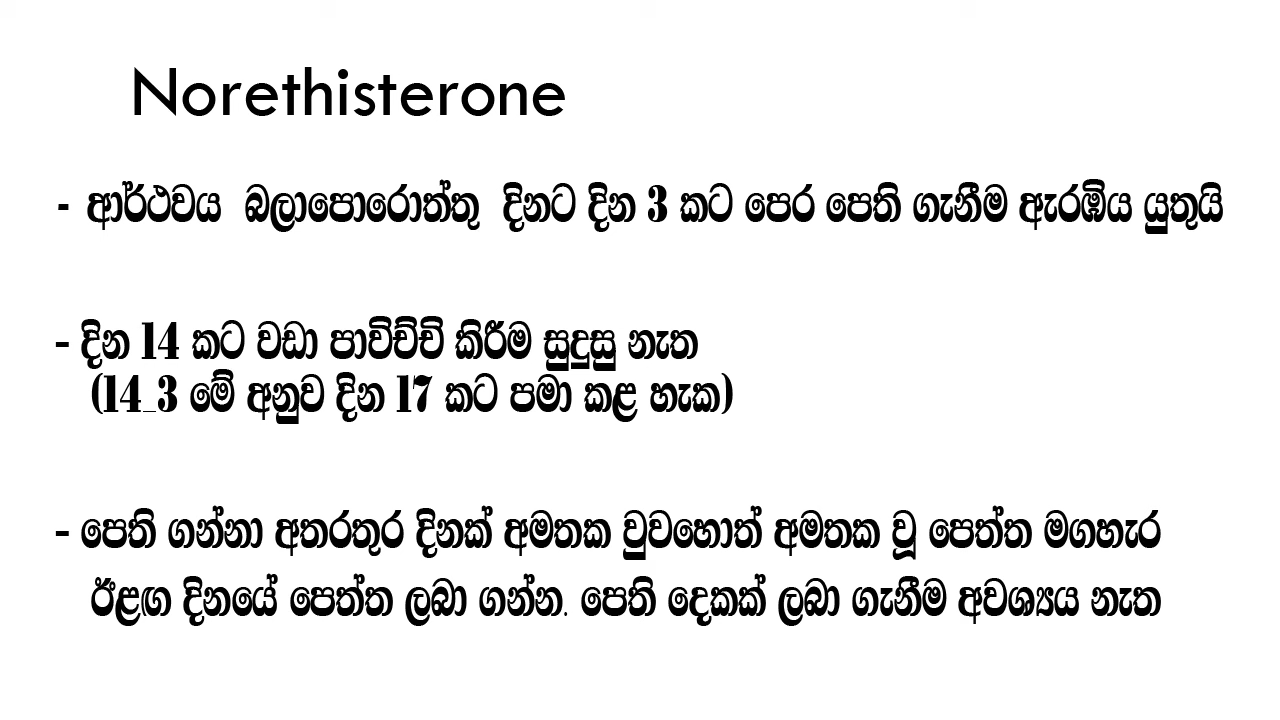 Norethisterone
- ආර්ථවය බලාපොරොත්තු දිනට දින 3 කට පෙර පෙති ගැනීම ඇරඹිය යුතුයි
- දින 14 කට වඩා පාවිච්චි කිරීම සුදුසු නැත
(14_3 මේ අනුව දින 17 කට පමා කළ හැක)
- පෙති ගන්නා අතරතුර දිනක් අමතක වුවහොත් අමතක වූ පෙත්ත මගහැර
ඊළඟ දිනයේ පෙත්ත ලබා ගන්න. පෙති දෙකක් ලබා ගැනීම අවශ්‍යය නැත